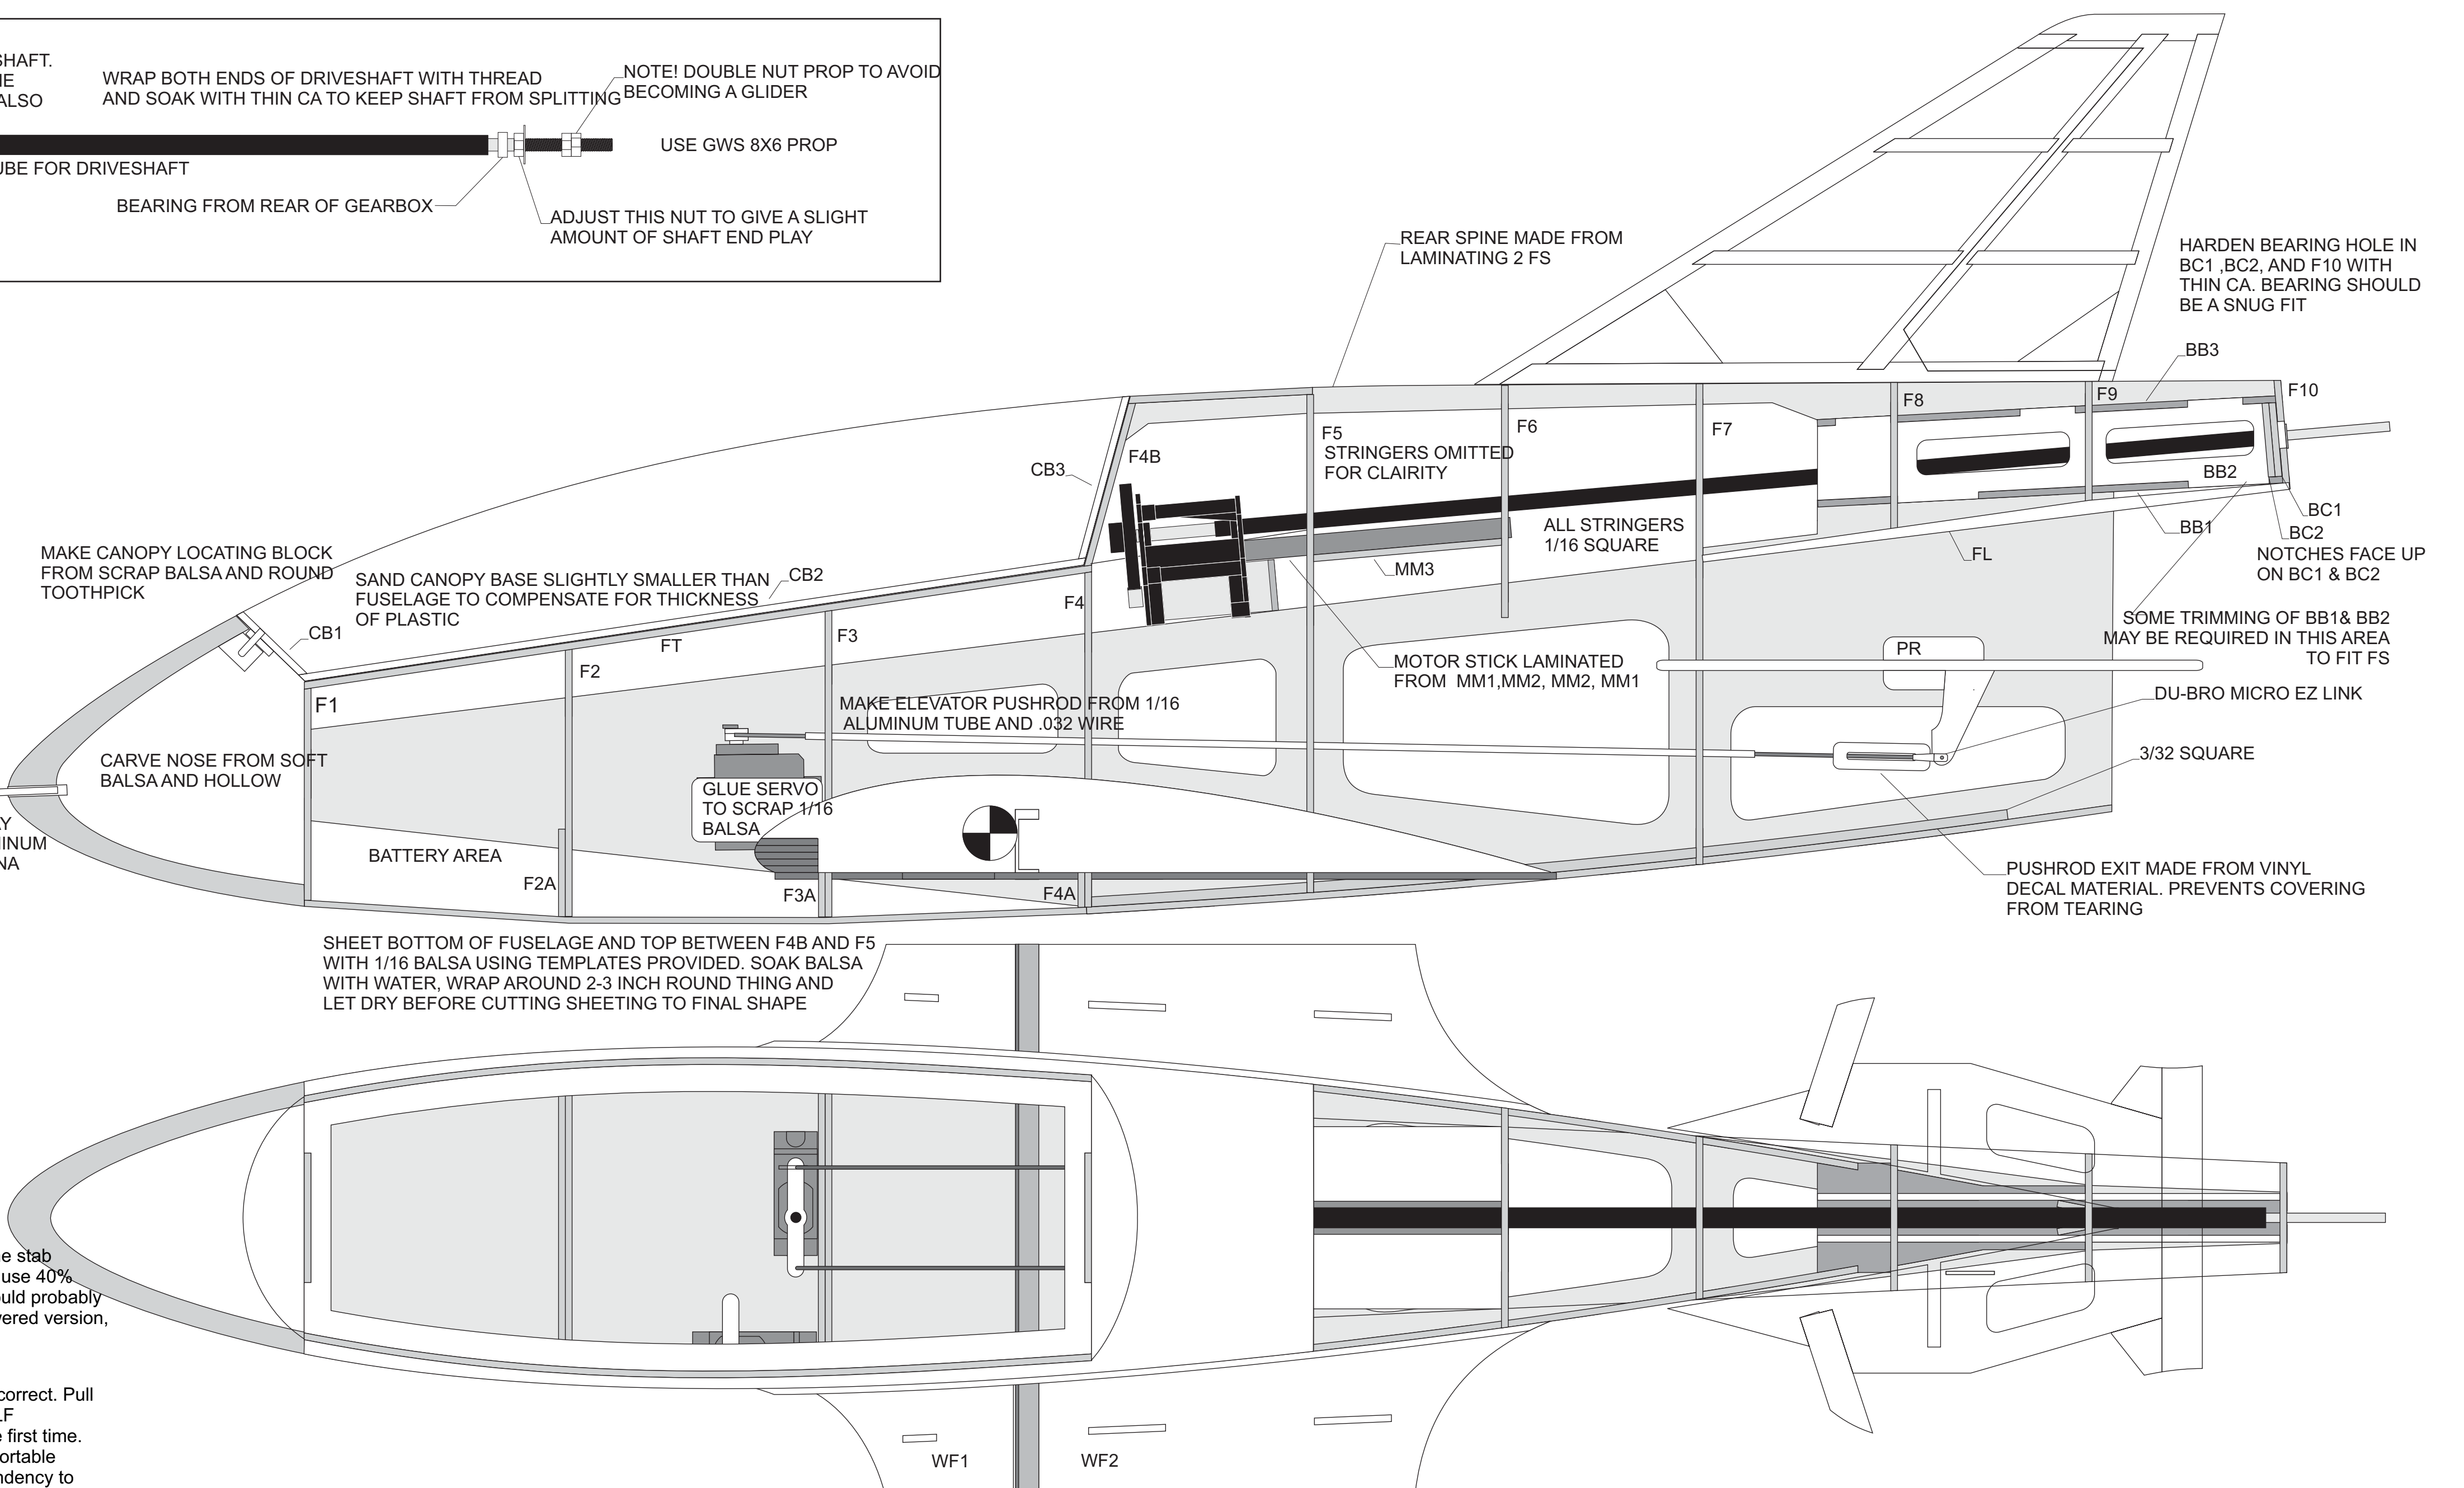 SHAFT.
ALSO
WRAP BOTH ENDS OF DRIVESHAFT WITH THREAD
AND SOAK WITH THIN CA TO KEEP SHAFT FROM SPLITTING
NOTE! DOUBLE NUT PROP TO AVOID
BECOMING A GLIDER
USE GWS 8X6 PROP
UBE FOR DRIVESHAFT
BEARING FROM REAR OF GEARBOX
ADJUST THIS NUT TO GIVE A SLIGHT
AMOUNT OF SHAFT END PLAY
REAR SPINE MADE FROM
LAMINATING 2 FS
HARDEN BEARING HOLE IN
BC1 ,BC2, AND F10 WITH
THIN CA. BEARING SHOULD
BE A SNUG FIT
BB3
F10
F9
F8
F7
F6
F5
STRINGERS OMITTED
FOR CLAIRITY
F4B
CB3
BB2
BC1
BC2
BB1
NOTCHES FACE UP
ON BC1 & BC2
ALL STRINGERS
1/16 SQUARE
FL
MM3
MAKE CANOPY LOCATING BLOCK
FROM SCRAP BALSA AND ROUND
TOOTHPICK
SAND CANOPY BASE SLIGHTLY SMALLER THAN
FUSELAGE TO COMPENSATE FOR THICKNESS
OF PLASTIC
CB2
F4
CB1
FT
F3
F2
F1
SOME TRIMMING OF BB1& BB2
MAY BE REQUIRED IN THIS AREA
TO FIT FS
PR
MOTOR STICK LAMINATED
FROM MM1,MM2, MM2, MM1
DU-BRO MICRO EZ LINK
MAKE ELEVATOR PUSHROD FROM 1/16
ALUMINUM TUBE AND .032 WIRE
3/32 SQUARE
CARVE NOSE FROM SOFT
BALSA AND HOLLOW
GLUE SERVO
TO SCRAP 1/16
BALSA
AY
MINUM
NA
BATTERY AREA
F2A
F3A
F4A
PUSHROD EXIT MADE FROM VINYL
DECAL MATERIAL. PREVENTS COVERING
FROM TEARING
SHEET BOTTOM OF FUSELAGE AND TOP BETWEEN F4B AND F5
WITH 1/16 BALSA USING TEMPLATES PROVIDED. SOAK BALSA
WITH WATER, WRAP AROUND 2-3 INCH ROUND THING AND
LET DRY BEFORE CUTTING SHEETING TO FINAL SHAPE
e stab
use 40%
uld probably
vered version,
correct. Pull
LF
e first time.
ortable
ndency to
WF1
WF2